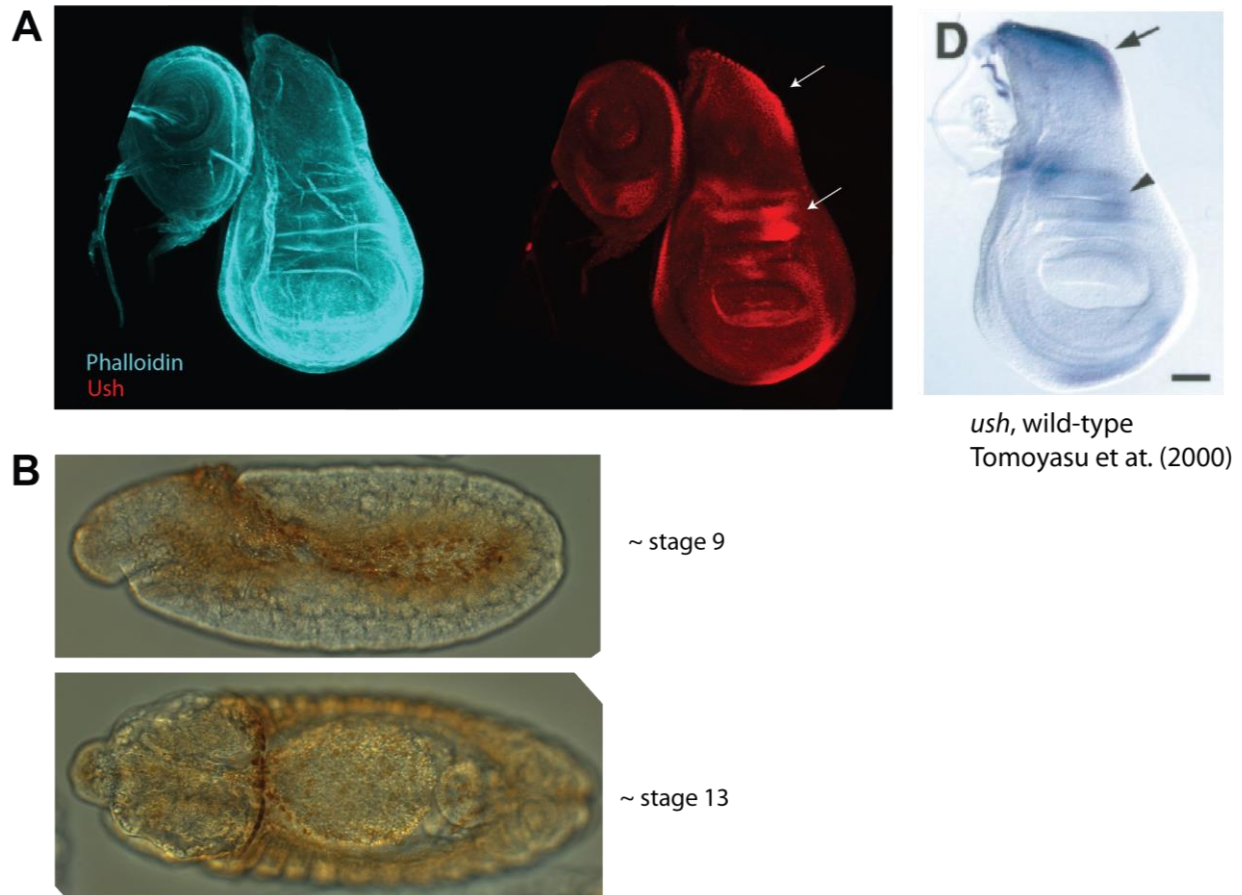 A
D
Phalloidin
Ush
ush, wild-type
Tomoyasu et at. (2000)
B
~ stage 9
~ stage 13